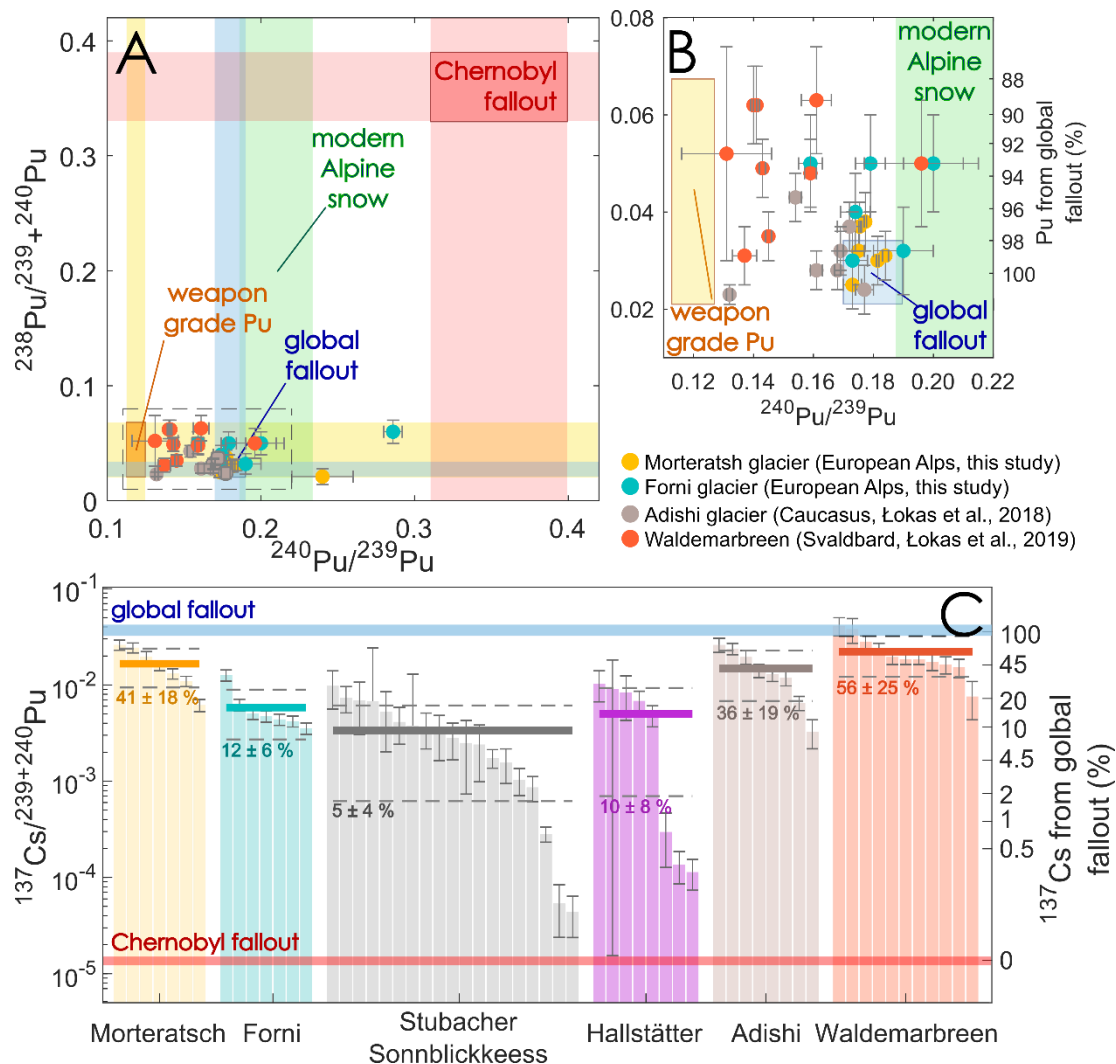 A
0.4
0.3
0.2
0.1
0
238Pu/239+240Pu
Chernobyl
fallout
modern
Alpine
snow
weapon
grade Pu
global
fallout
0.1
0.2
0.3
0.4
240Pu/239Pu
B
0.08
0.06
0.04
0.02
modern
Alpine
snow
88
90
92
94
96
98
100
Pu from global
fallout (%)
weapon
grade Pu
global
fallout
0.12
0.14
0.16
0.18
0.20
0.22
240Pu/239Pu
Morteratsh glacier (European Alps, this study)
Forni glacier (European Alps, this study)
Adishi glacier (Caucasus, Łokas et al., 2018)
Waldemarbreen (Svaldbard, Łokas et al., 2019)
C
10-1
10-2
10-3
10-4
10-5
137Cs/239+240Pu
global fallout
41 ± 18 %
12 ± 6 %
5 ± 4 %
10 ± 8 %
36 ± 19 %
56 ± 25 %
Chernobyl fallout
100
45
20
10
4.5
2
1
0.5
0
137Cs from golbal
fallout (%)
Morteratsch
Forni
Stubacher
Sonnblickkeess
Hallstätter
Adishi
Waldemarbreen